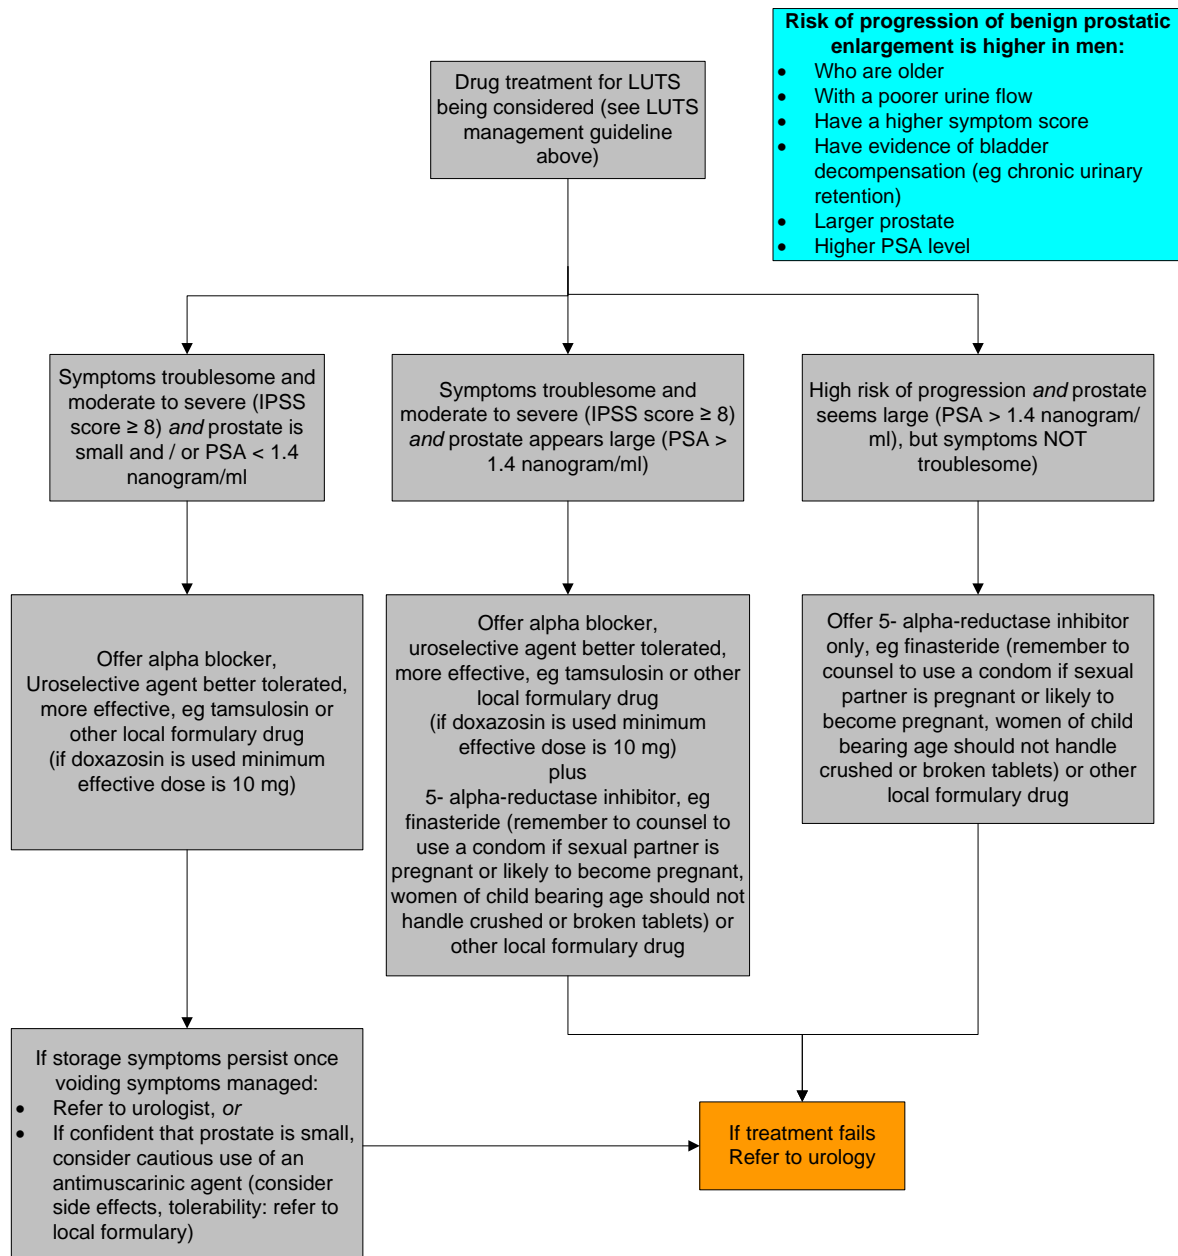 Risk of progression of benign prostatic
enlargement is higher in men:
• Who are older
• With a poorer urine flow
• Have a higher symptom score
• Have evidence of bladder
decompensation (eg chronic urinary
retention)
• Larger prostate
• Higher PSA level
Drug treatment for LUTS
being considered (see LUTS
management guideline
above)
Symptoms troublesome and
moderate to severe (IPSS
score ≥ 8) and prostate is
small and / or PSA < 1.4
nanogram/ml
Symptoms troublesome and
moderate to severe (IPSS score ≥ 8)
and prostate appears large (PSA >
1.4 nanogram/ml)
High risk of progression and prostate
seems large (PSA > 1.4 nanogram/
ml), but symptoms NOT
troublesome)
Offer alpha blocker,
Uroselective agent better tolerated,
more effective, eg tamsulosin or
other local formulary drug
(if doxazosin is used minimum
effective dose is 10 mg)
Offer alpha blocker,
uroselective agent better tolerated,
more effective, eg tamsulosin or other
local formulary drug
(if doxazosin is used minimum
effective dose is 10 mg)
plus
5- alpha-reductase inhibitor, eg
finasteride (remember to counsel to
use a condom if sexual partner is
pregnant or likely to become pregnant,
women of child bearing age should not
handle crushed or broken tablets) or
other local formulary drug
Offer 5- alpha-reductase inhibitor
only, eg finasteride (remember to
counsel to use a condom if sexual
partner is pregnant or likely to
become pregnant, women of child
bearing age should not handle
crushed or broken tablets) or other
local formulary drug
If storage symptoms persist once
voiding symptoms managed:
• Refer to urologist, or
• If confident that prostate is small,
consider cautious use of an
antimuscarinic agent (consider
side effects, tolerability: refer to
local formulary)
If treatment fails
Refer to urology